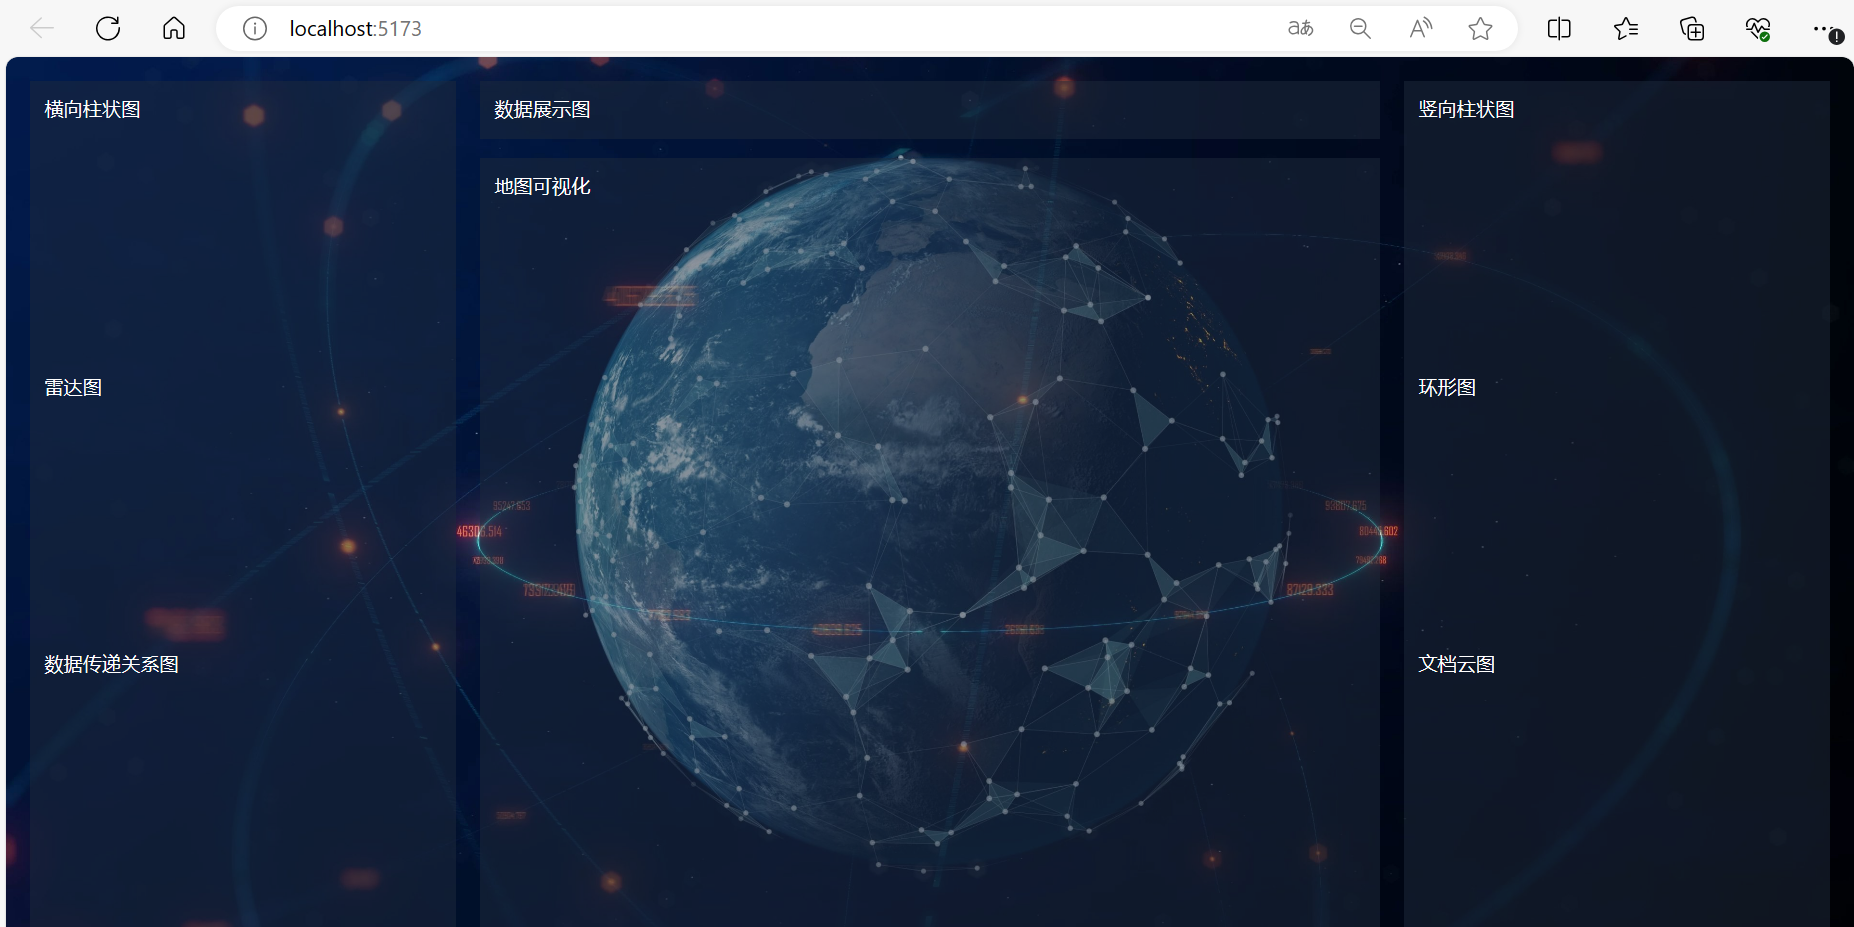 localhost:5173
横向柱状图
数据展示图
竖向柱状图
地图可视化
雷达图
环形图
数据传递关系图
文档云图
87128.333